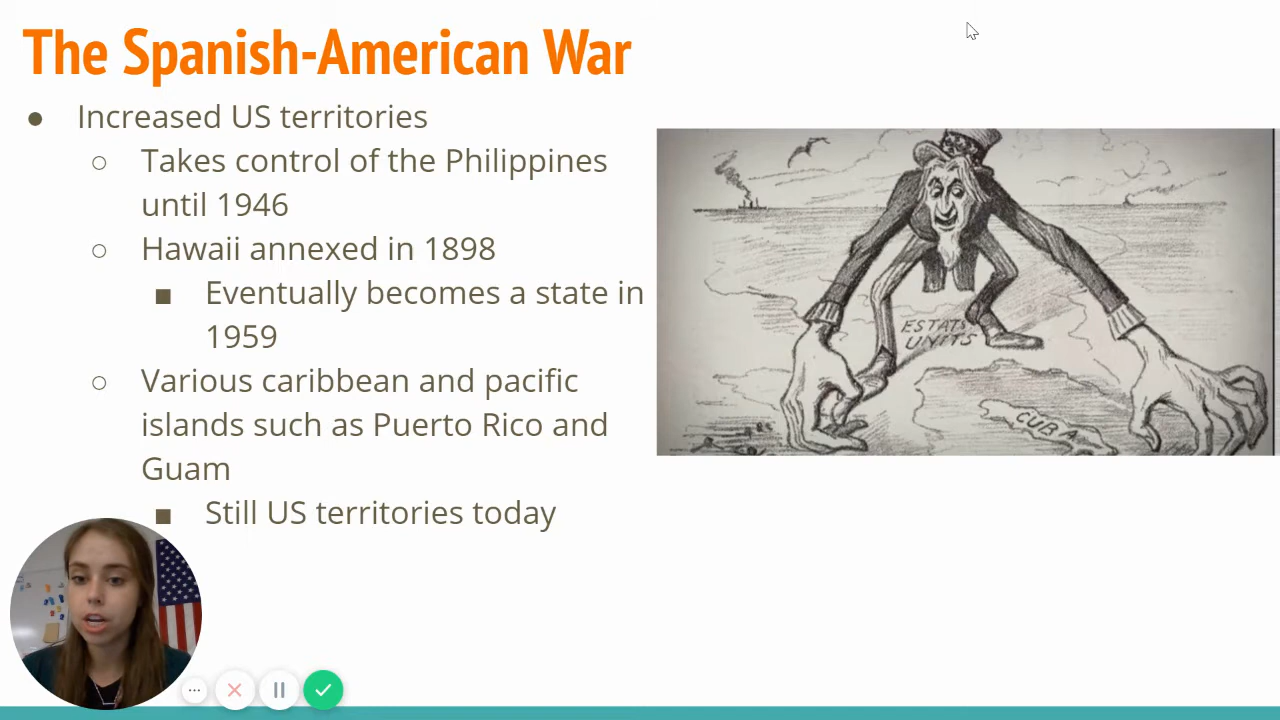 The Spanish-American War
● Increased US territories
○ Takes control of the Philippines
until 1946
○ Hawaii annexed in 1898
■ Eventually becomes a state in
1959
○ Various caribbean and pacific
islands such as Puerto Rico and
Guam
■ Still US territories today
ESTATS
UNITS
CUBA